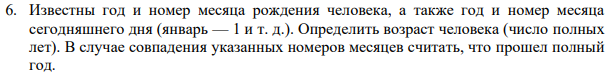 6. Известны год и номер месяца рождения человека, а также год и номер месяца
сегодняшнего дня (январь — 1 и т. д.). Определить возраст человека (число полных
лет). В случае совпадения указанных номеров месяцев считать, что прошел полный
год.